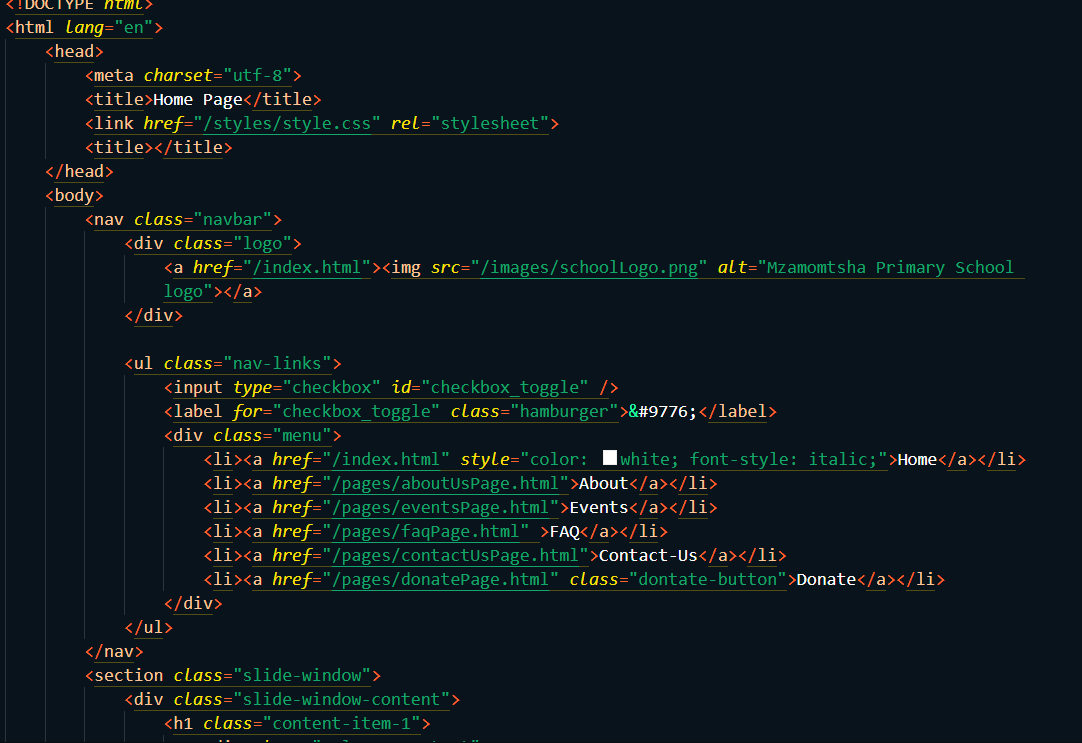 <!DOCTYPE html>
<html lang="en">
<head>
<meta charset="utf-8">
<title>Home Page</title>
<link href="/styles/style.css" rel="stylesheet">
<title></title>
</head>
<body>
<nav class="navbar">
<div class="logo">
<a href="/index.html"><img src="/images/schoolLogo.png" alt="Mzamomtsha Primary School
logo"></a>
</div>
<ul class="nav-links">
<input type="checkbox" id="checkbox_toggle" />
<label for="checkbox_toggle" class="hamburger">&#9776;</label>
<div class="menu">
<li><a href="/index.html" style="color: white; font-style: italic;">Home</a></li>
<li><a href="/pages/aboutUsPage.html">About</a></li>
<li><a href="/pages/eventsPage.html">Events</a></li>
<li><a href="/pages/faqPage.html" >FAQ</a></li>
<li><a href="/pages/contactUsPage.html">Contact-Us</a></li>
<li><a href="/pages/donatePage.html" class="dontate-button">Donate</a></li>
</div>
</ul>
</nav>
<section class="slide-window">
<div class="slide-window-content">
<h1 class="content-item-1">